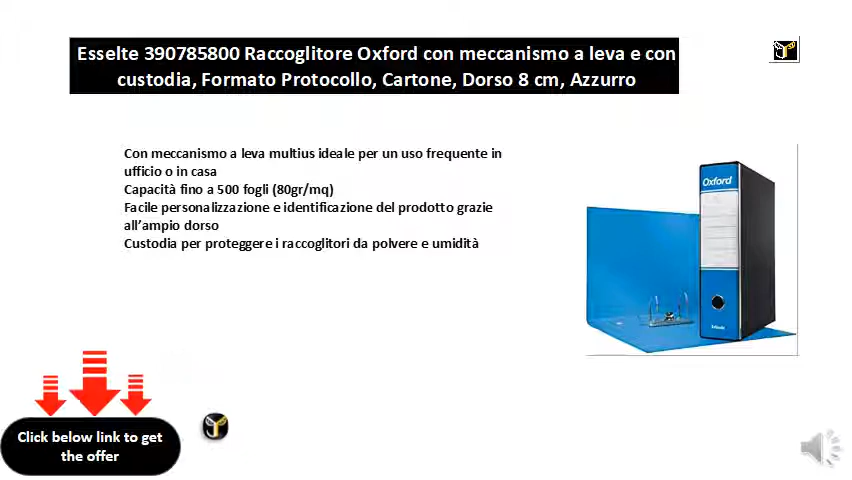 Esselte 390785800 Raccoglitore Oxford con meccanismo a leva e con
custodia, Formato Protocollo, Cartone, Dorso 8 cm, Azzurro
Con meccanismo a leva multius ideale per un uso frequente in
ufficio o in casa
Capacità fino a 500 fogli (80gr/mq)
Facile personalizzazione e identificazione del prodotto grazie
all’ampio dorso
Custodia per proteggere i raccoglitori da polvere e umidità
Oxford
Click below link to get
the offer